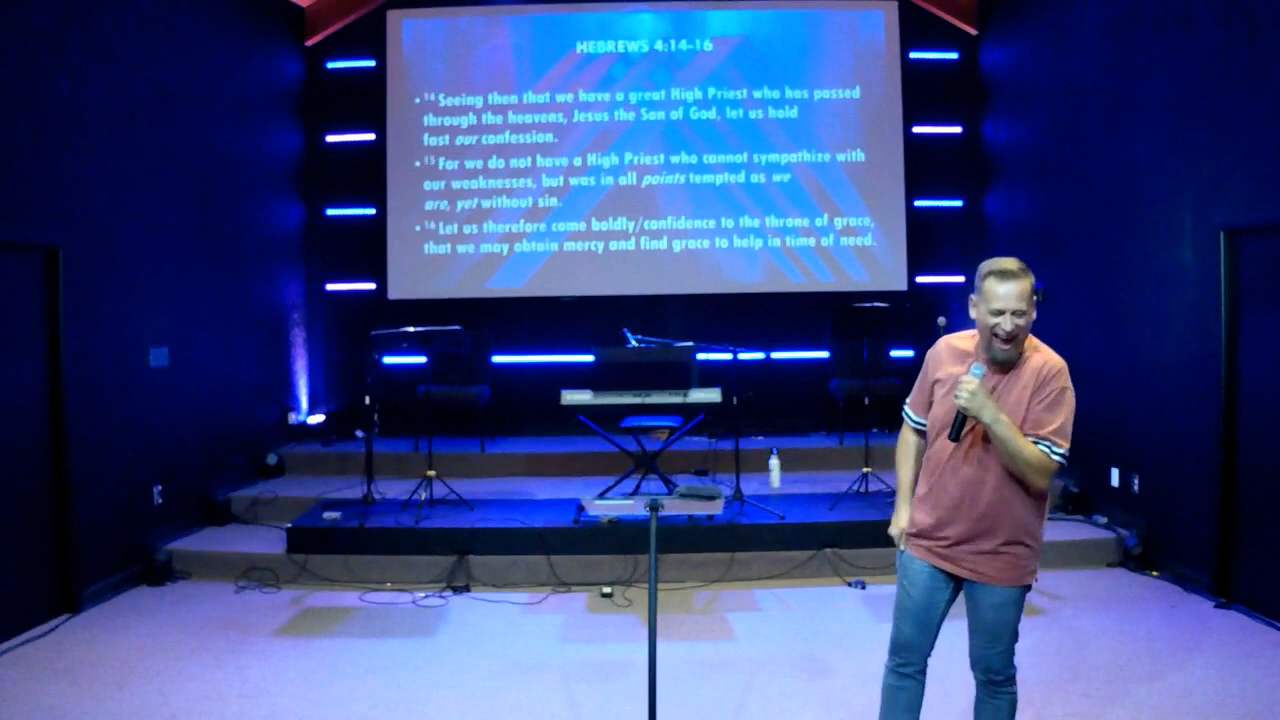 HEBREWS 4:14-16
• 14 Seeing then that we have a great High Priest who has passed
through the heavens, Jesus the Son of God, let us hold
fast our confession.
• 15 For we do not have a High Priest who cannot sympathize with
our weaknesses, but was in all points tempted as we
are, yet without sin.
• 16 Let us therefore come boldly/confidence to the throne of grace,
that we may obtain mercy and find grace to help in time of need.